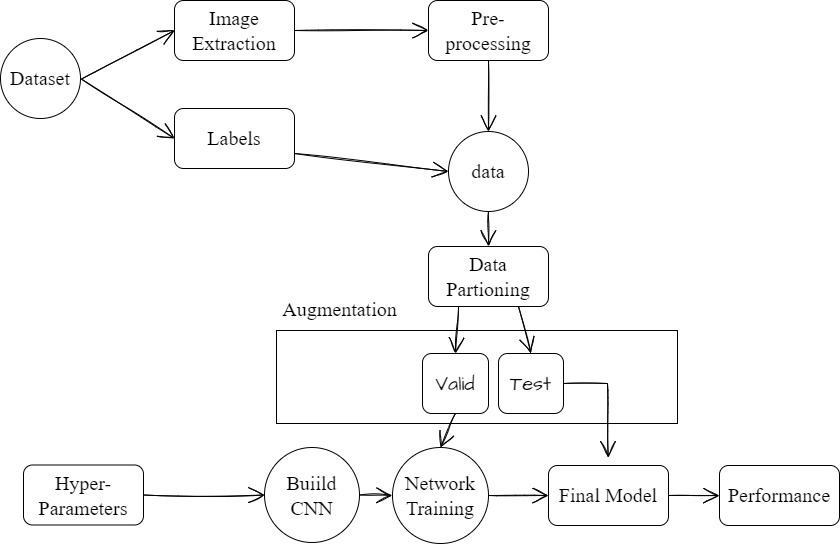 Image
Extraction
Pre-
processing
Dataset
Labels
data
Data
Partioning
Augmentation
Valid
Test
Hyper-
Parameters
Buiild
CNN
Network
Training
Final Model
Performance